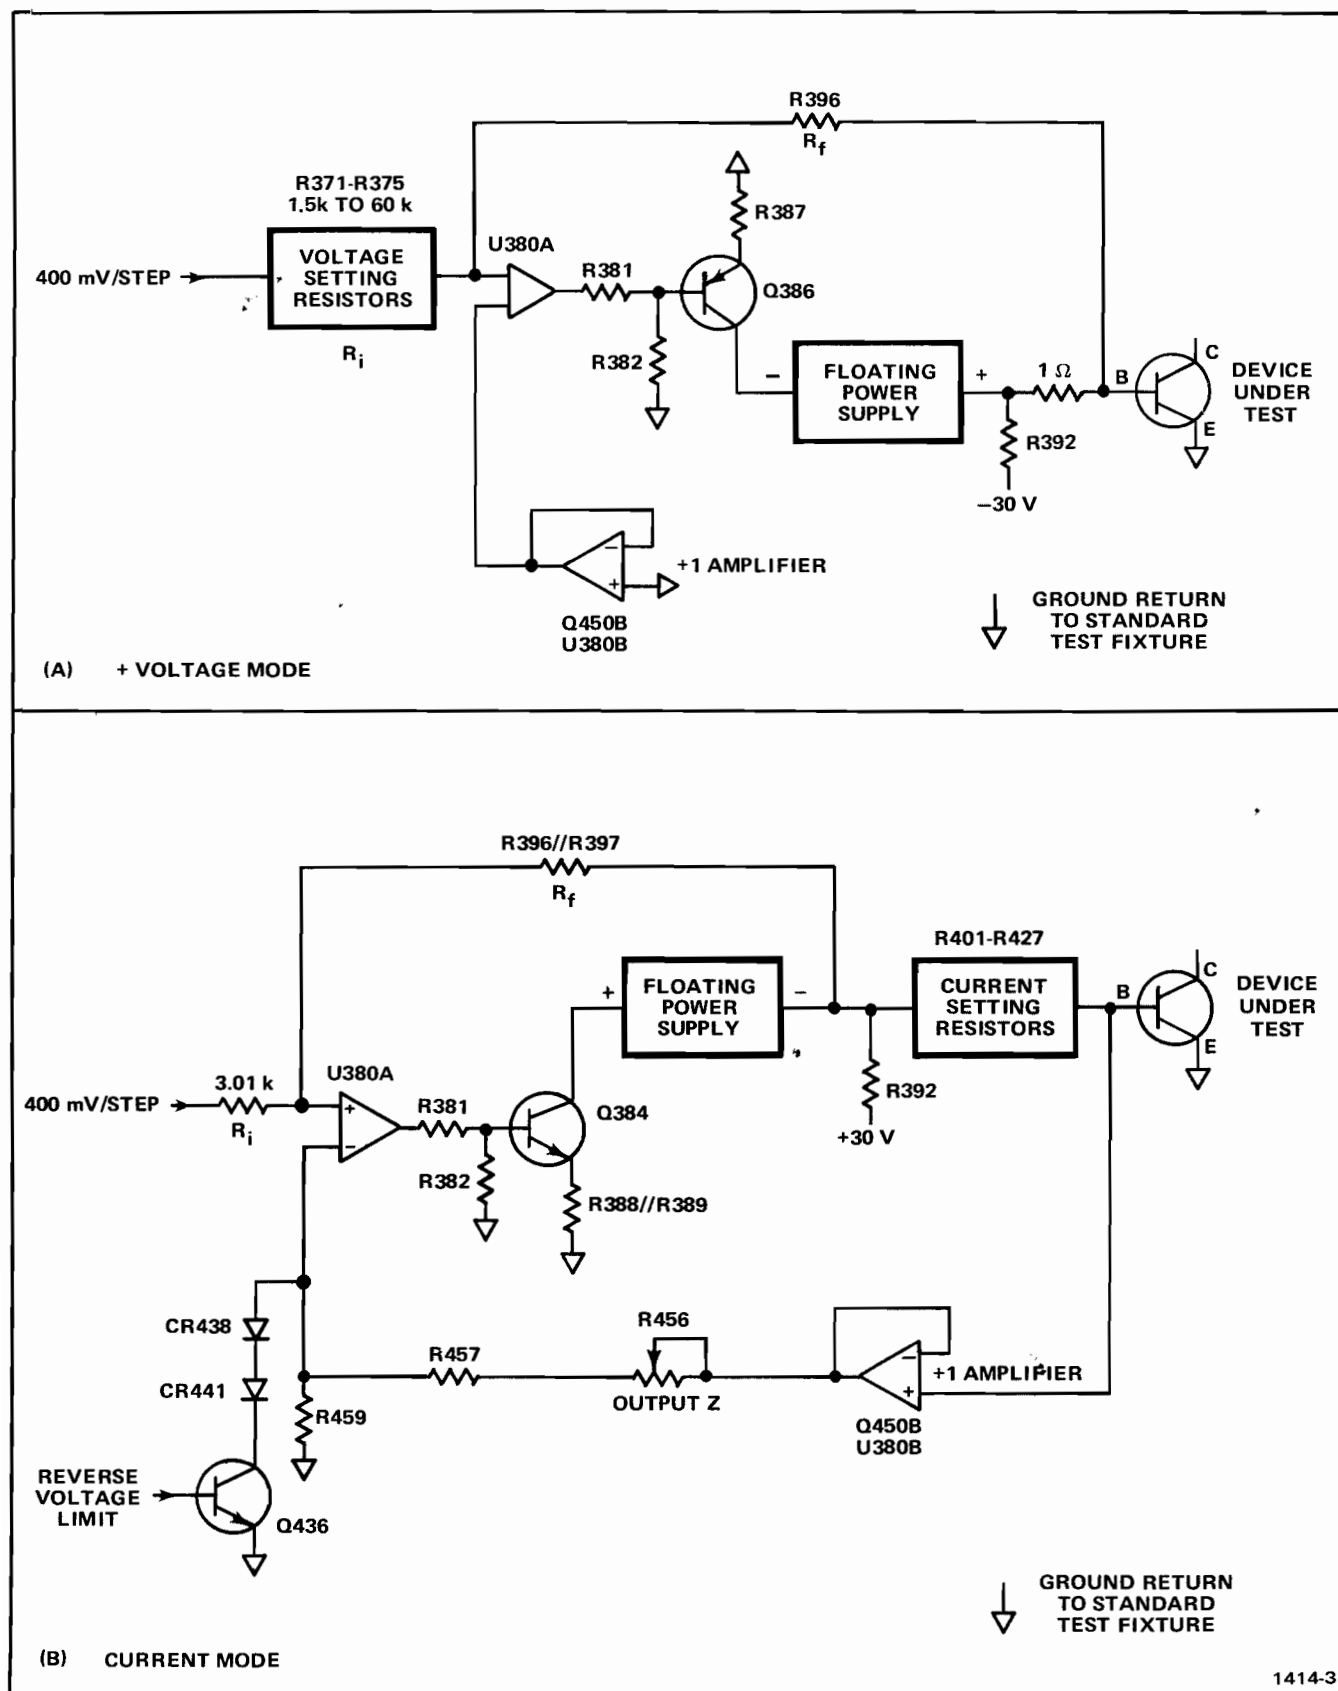 R396
Rf
R371-R375
1.5k TO 60 k
R387
U380A
400 mV/STEP
VOLTAGE
SETTING
RESISTORS
R381
Q386
Ri
R382
−
FLOATING
POWER
SUPPLY
+
1 Ω
B
C
E
DEVICE
UNDER
TEST
R392
−30 V
−
+
+1 AMPLIFIER
Q450B
U380B
GROUND RETURN
TO STANDARD
TEST FIXTURE
(A) + VOLTAGE MODE
R396//R397
Rf
R401-R427
+
FLOATING
POWER
SUPPLY
−
CURRENT
SETTING
RESISTORS
B
C
E
DEVICE
UNDER
TEST
U380A
3.01 k
400 mV/STEP
Ri
+
−
R381
Q384
R392
+30 V
R382
R388//R389
CR438
R456
R457
−
+
+1 AMPLIFIER
CR441
OUTPUT Z
R459
Q450B
U380B
REVERSE
VOLTAGE
LIMIT
Q436
GROUND RETURN
TO STANDARD
TEST FIXTURE
(B) CURRENT MODE
1414-3